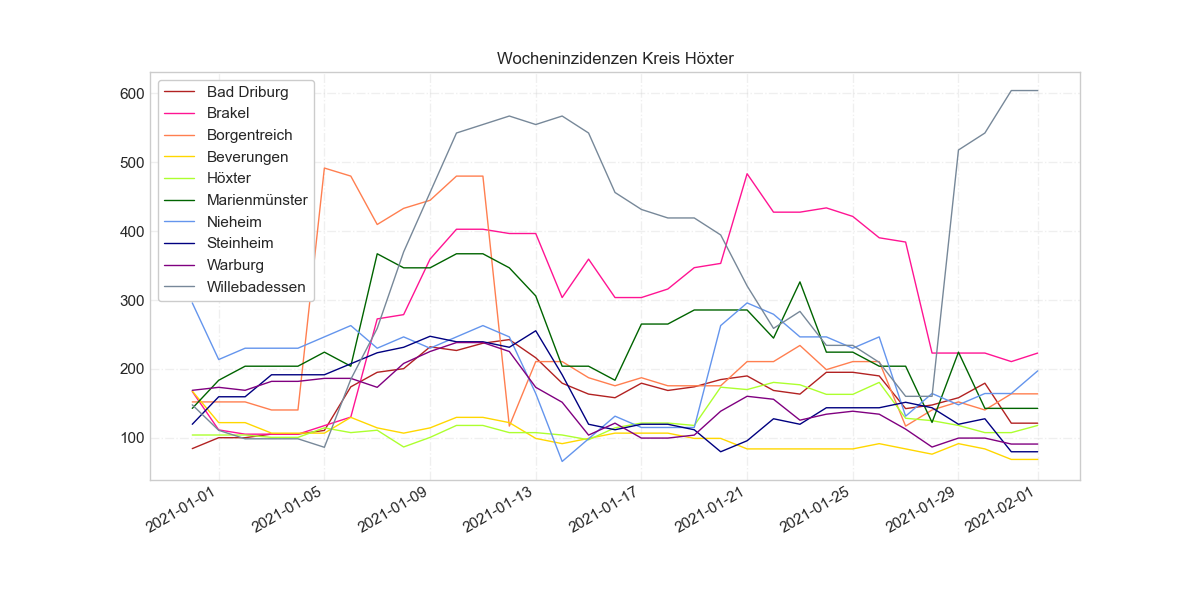 Wocheninzidenzen Kreis Höxter
600
500
400
300
200
100
Bad Driburg
Brakel
Borgentreich
Beverungen
Höxter
Marienmünster
Nieheim
Steinheim
Warburg
Willebadessen
2021-01-01
2021-01-05
2021-01-09
2021-01-13
2021-01-17
2021-01-21
2021-01-25
2021-01-29
2021-02-01